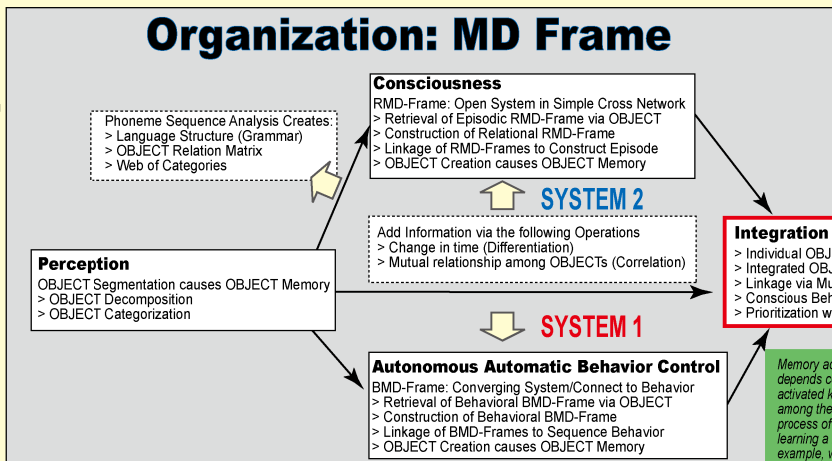 Organization: MD Frame
Consciousness
RMD-Frame: Open System in Simple Cross Network
> Retrieval of Episodic RMD-Frame via OBJECT
> Construction of Relational RMD-Frame
> Linkage of RMD-Frames to Construct Episode
> OBJECT Creation causes OBJECT Memory
Phoneme Sequence Analysis Creates:
> Language Structure (Grammar)
> OBJECT Relation Matrix
> Web of Categories
SYSTEM 2
Add Information via the following Operations
> Change in time (Differentiation)
> Mutual relationship among OBJECTs (Correlation)
Perception
OBJECT Segmentation causes OBJECT Memory
> OBJECT Decomposition
> OBJECT Categorization
Integration
> Individual
> Integrated
> Linkage via
> Conscious
> Prioritization
SYSTEM 1
Autonomous Automatic Behavior Control
BMD-Frame: Converging System/Connect to Behavior
> Retrieval of Behavioral BMD-Frame via OBJECT
> Construction of Behavioral BMD-Frame
> Linkage of BMD-Frames to Sequence Behavior
> OBJECT Creation causes OBJECT Memory
Memory
depends
activated
among the
process of
learning a
example,